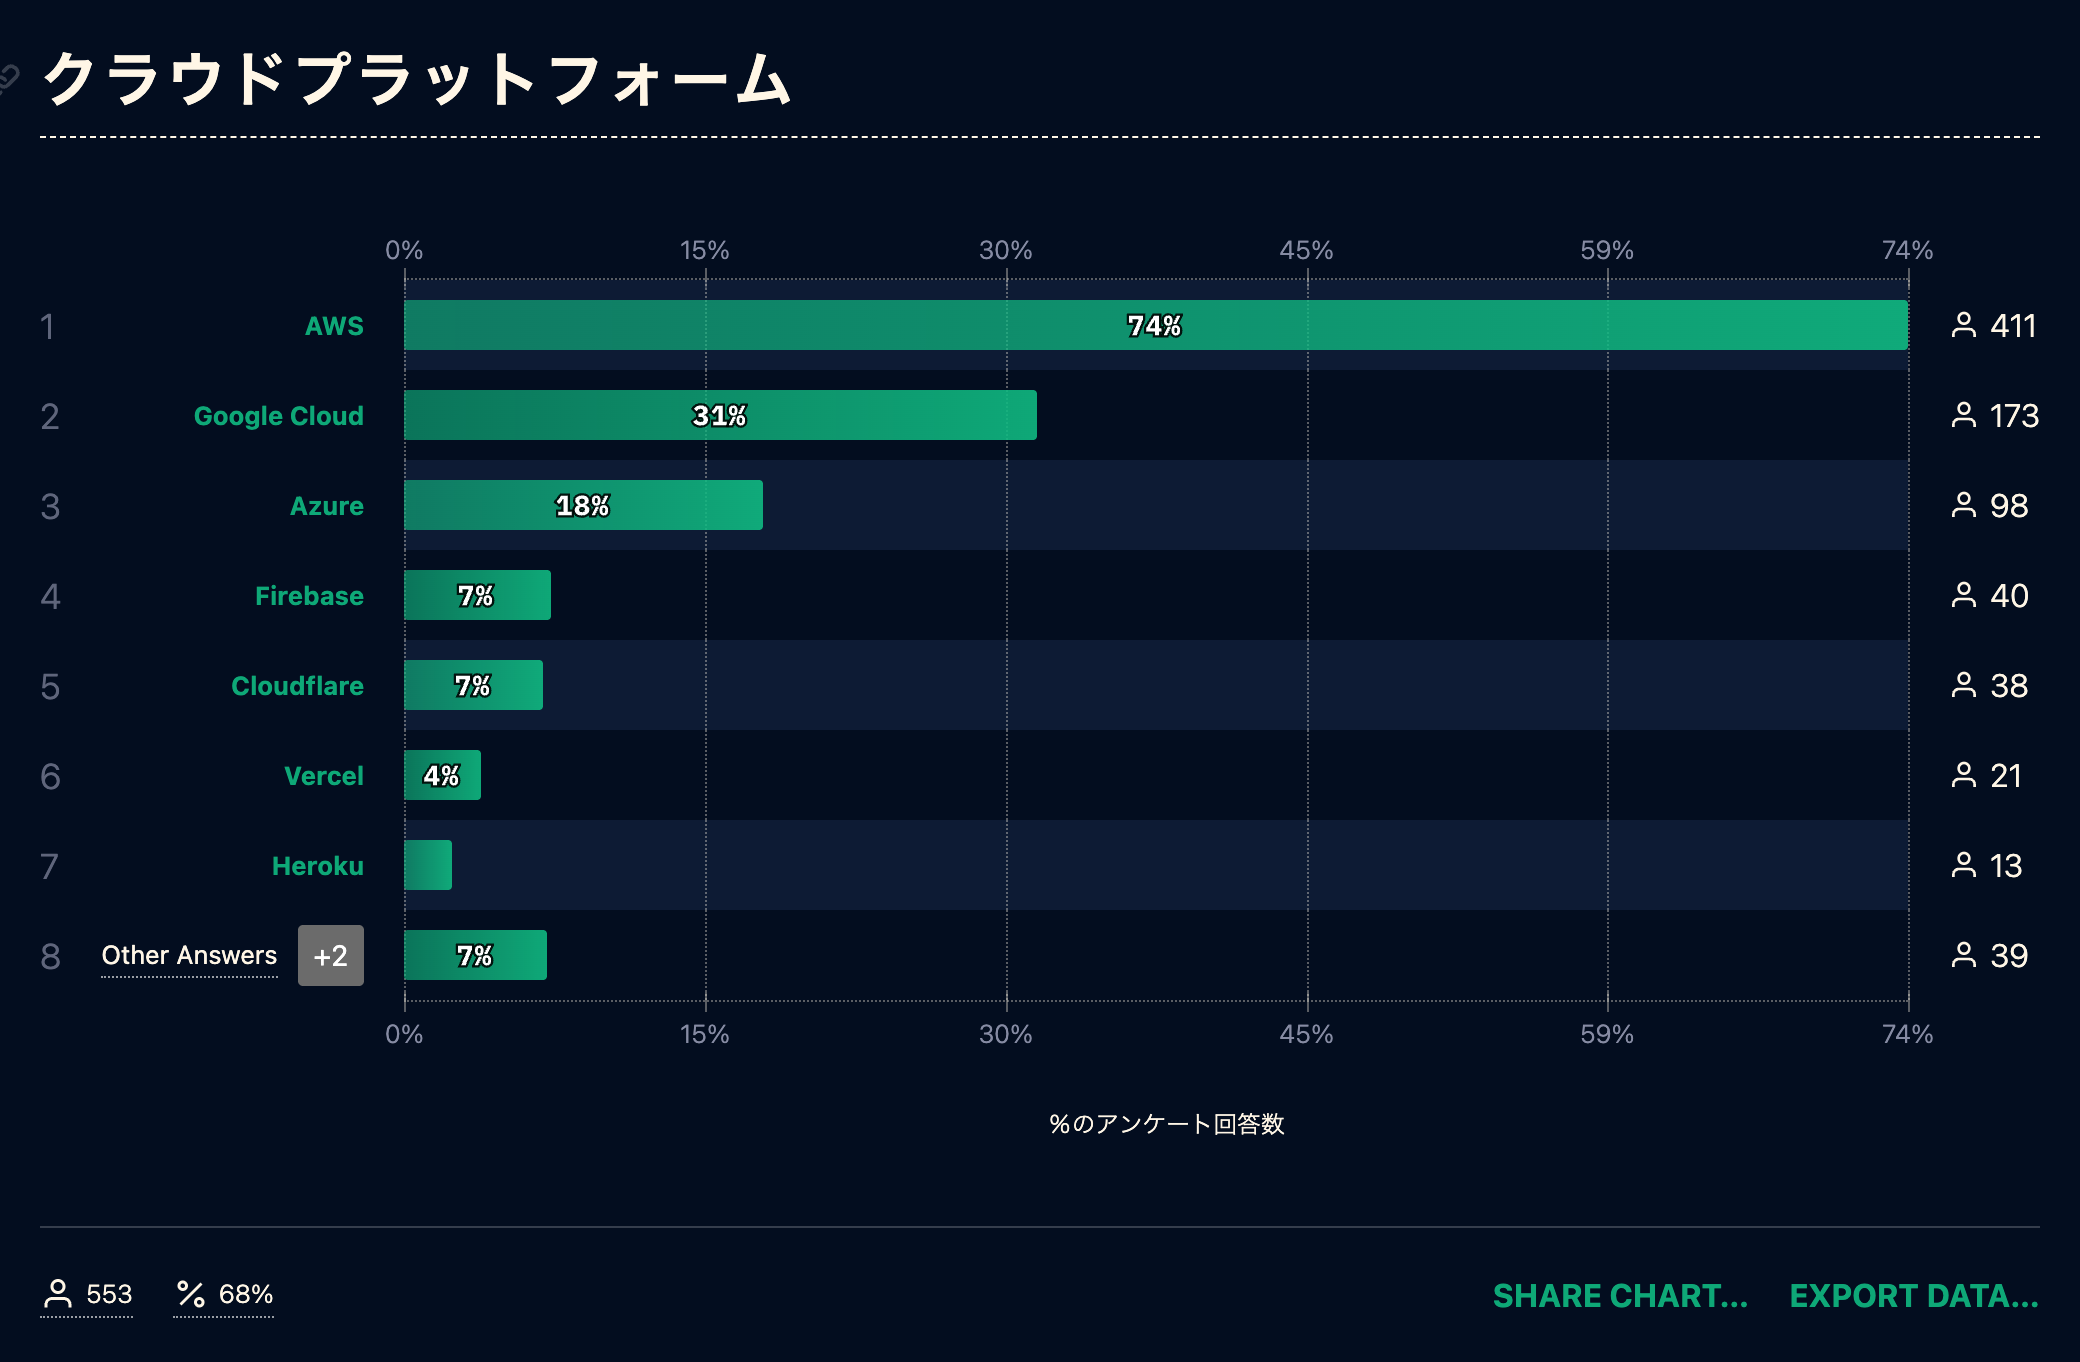 クラウドプラットフォーム
0% 15% 30% 45% 59% 74%
1 AWS 74% 411
2 Google Cloud 31% 173
3 Azure 18% 98
4 Firebase 7% 40
5 Cloudflare 7% 38
6 Vercel 4% 21
7 Heroku 13
8 Other Answers +2 7% 39
0% 15% 30% 45% 59% 74%
%のアンケート回答数
553 68% SHARE CHART... EXPORT DATA...